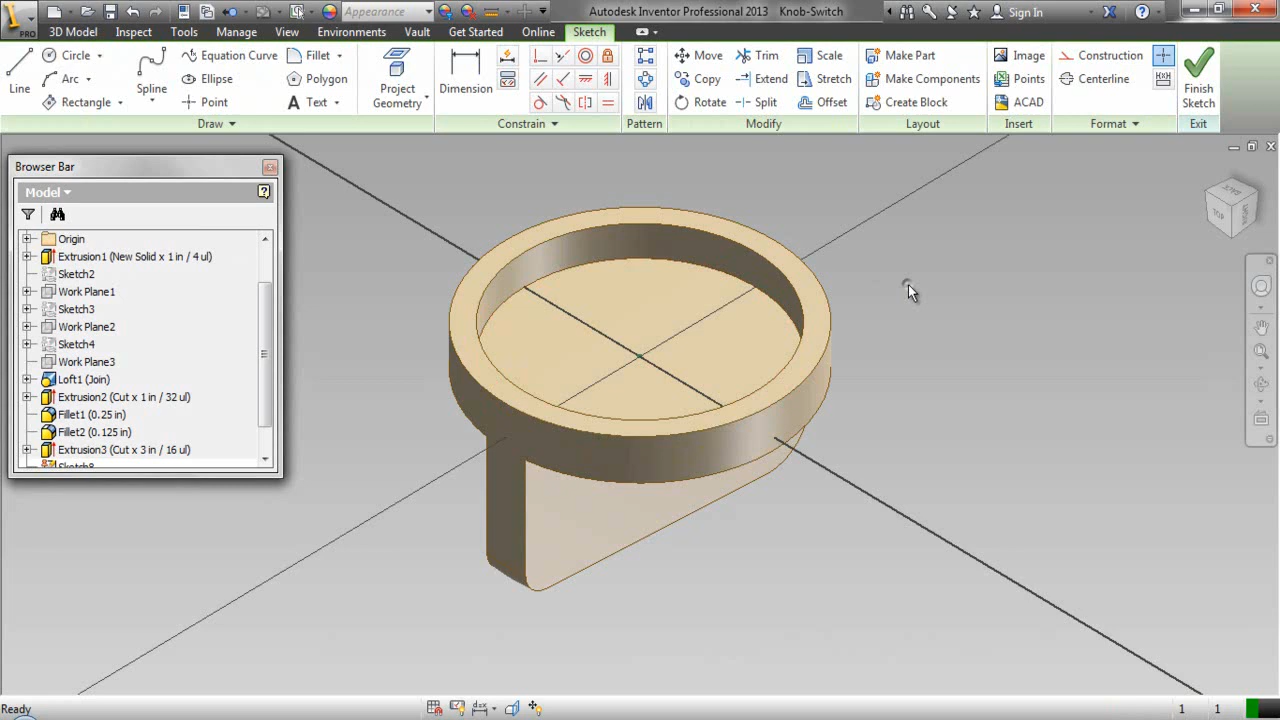 PRO
Appearance
Autodesk Inventor Professional 2013 Knob-Switch
Sign In
3D Model Inspect Tools Manage View Environments Vault Get Started Online Sketch
Line
Circle
Arc
Rectangle
Spline
Equation Curve
Ellipse
Point
Fillet
Polygon
Text
Project
Geometry
Dimension
Move
Copy
Rotate
Trim
Extend
Split
Scale
Stretch
Offset
Make Part
Make Components
Create Block
Image
Points
ACAD
Construction
Centerline
Finish
Sketch
Draw Constrain Pattern Modify Layout Insert Format Exit
Browser Bar
Model
Origin
Extrusion1 (New Solid x 1 in / 4 ul)
Sketch2
Work Plane1
Sketch3
Work Plane2
Sketch4
Work Plane3
Loft1 (Join)
Extrusion2 (Cut x 1 in / 32 ul)
Fillet1 (0.25 in)
Fillet2 (0.125 in)
Extrusion3 (Cut x 3 in / 16 ul)
Ready
1 1